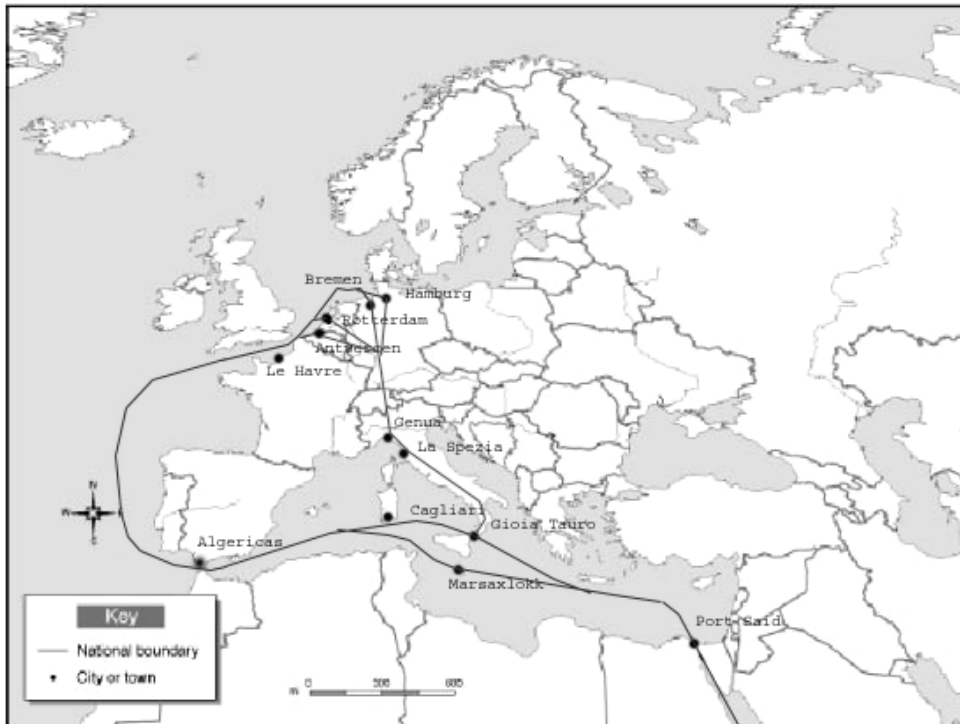 Bremen
Hamburg
Rotterdam
Antwerpen
Le Havre
Genua
La Spezia
N
W
S
Cagliari
Gioia Tauro
Algericas
Marsaxlokk
Port Said
Key
National boundary
City or town
m 0